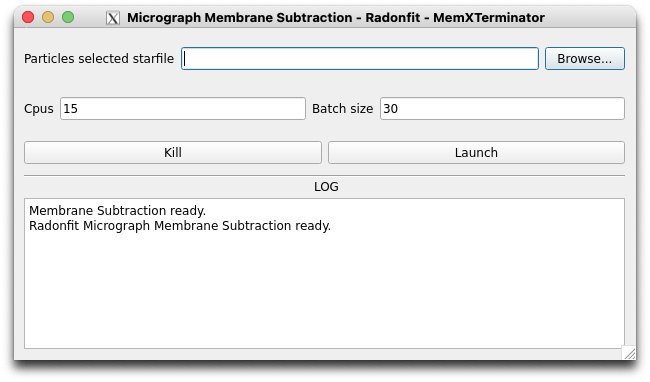 Micrograph Membrane Subtraction - Radonfit - MemXTerminator
Particles selected starfile Browse...
Cpus 15 Batch size 30
Kill Launch
LOG
Membrane Subtraction ready.
Radonfit Micrograph Membrane Subtraction ready.